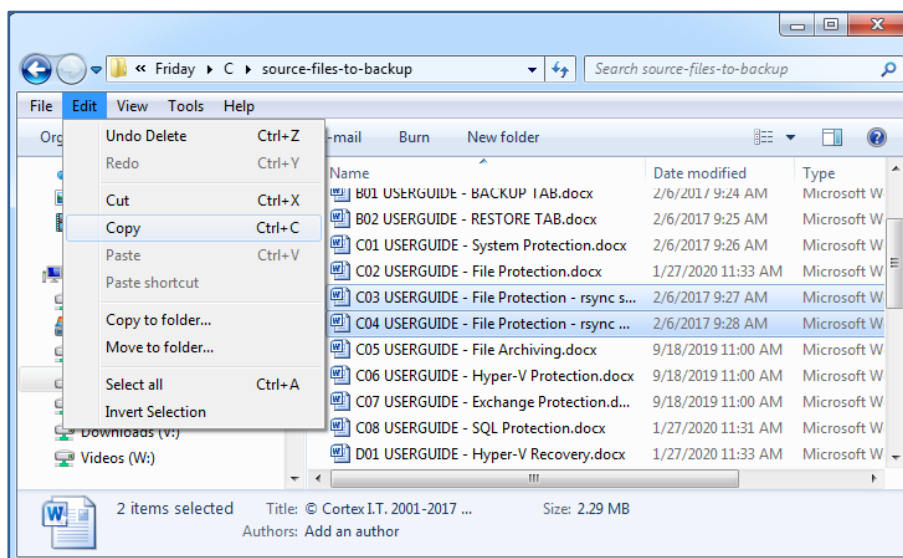 « Friday ▸ C ▸ source-files-to-backup
Search source-files-to-backup
File Edit View Tools Help
Org
-mail Burn New folder
Undo Delete Ctrl+Z
Redo Ctrl+Y
Cut Ctrl+X
Copy Ctrl+C
Paste Ctrl+V
Paste shortcut
Copy to folder...
Move to folder...
Select all Ctrl+A
Invert Selection
Downloads (V:)
Videos (W:)
Name Date modified Type
B01 USERGUIDE - BACKUP TAB.docx 2/6/2017 9:24 AM Microsoft W
B02 USERGUIDE - RESTORE TAB.docx 2/6/2017 9:25 AM Microsoft W
C01 USERGUIDE - System Protection.docx 2/6/2017 9:26 AM Microsoft W
C02 USERGUIDE - File Protection.docx 1/27/2020 11:33 AM Microsoft W
C03 USERGUIDE - File Protection - rsync s... 2/6/2017 9:27 AM Microsoft W
C04 USERGUIDE - File Protection - rsync ... 2/6/2017 9:28 AM Microsoft W
C05 USERGUIDE - File Archiving.docx 9/18/2019 11:00 AM Microsoft W
C06 USERGUIDE - Hyper-V Protection.docx 9/18/2019 11:00 AM Microsoft W
C07 USERGUIDE - Exchange Protection.d... 9/18/2019 11:00 AM Microsoft W
C08 USERGUIDE - SQL Protection.docx 1/27/2020 11:31 AM Microsoft W
D01 USERGUIDE - Hyper-V Recovery.docx 1/27/2020 11:33 AM Microsoft W
2 items selected Title: © Cortex I.T. 2001-2017 ... Size: 2.29 MB
Authors: Add an author